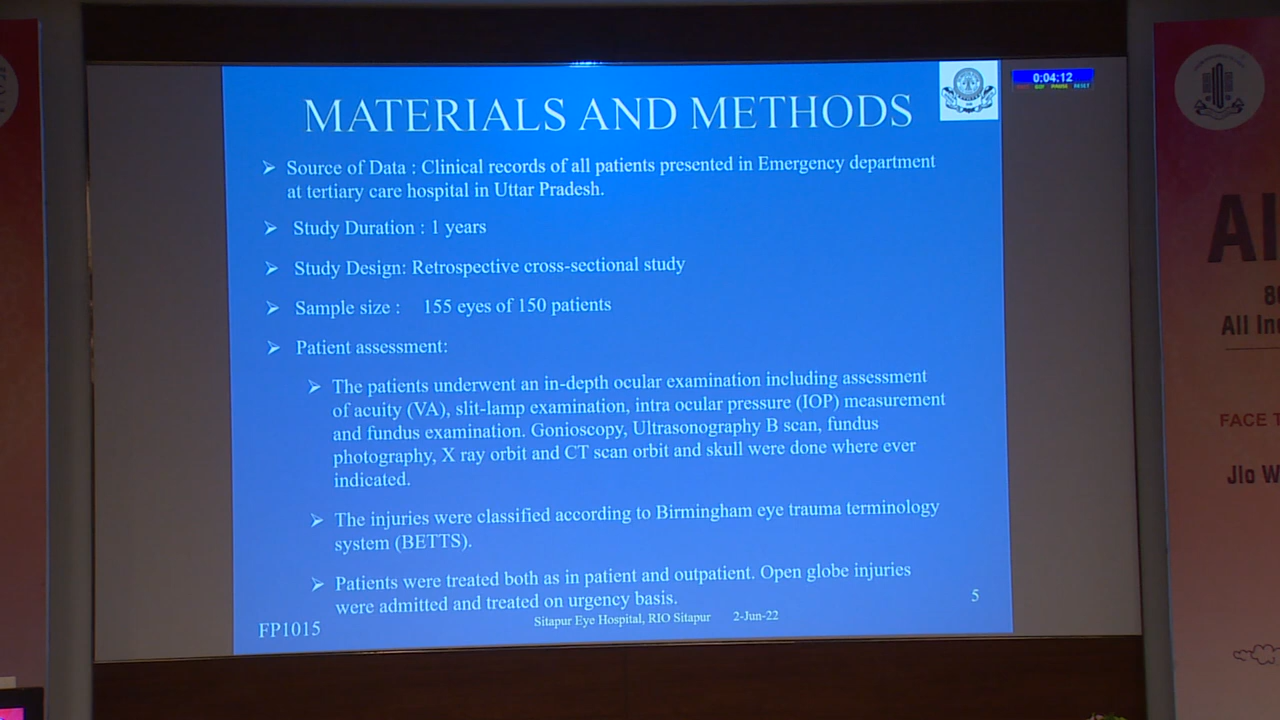 MATERIALS AND METHODS
0:04:12
GO! PAUSE RESET
➢ Source of Data : Clinical records of all patients presented in Emergency department
at tertiary care hospital in Uttar Pradesh.
➢ Study Duration : 1 years
➢ Study Design: Retrospective cross-sectional study
➢ Sample size : 155 eyes of 150 patients
➢ Patient assessment:
➢ The patients underwent an in-depth ocular examination including assessment
of acuity (VA), slit-lamp examination, intra ocular pressure (IOP) measurement
and fundus examination. Gonioscopy, Ultrasonography B scan, fundus
photography, X ray orbit and CT scan orbit and skull were done where ever
indicated.
➢ The injuries were classified according to Birmingham eye trauma terminology
system (BETTS).
➢ Patients were treated both as in patient and outpatient. Open globe injuries
were admitted and treated on urgency basis.
FP1015
Sitapur Eye Hospital, RIO Sitapur 2-Jun-22
5
All
FACE
JIo W